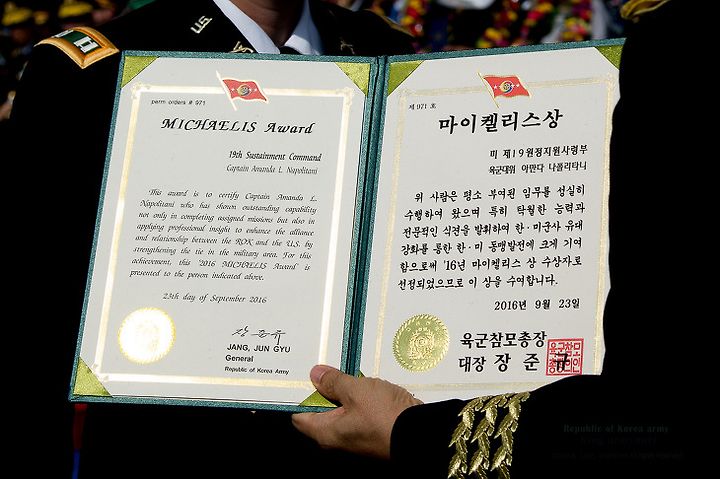 US
perm orders # 971
MICHAELIS Award
19th Sustainment Command
Captain Amanda L. Napolitani
This award is to certify Captain Amanda L.
Napolitani who has shown outstanding capability
not only in completing assigned missions but also in
applying professional insight to enhance the alliance
and relationship between the ROK and the U.S. by
strengthening the tie in the military area. For this
achievement, this "2016 MICHAELIS Award" is
presented to the person indicated above.
23th day of September 2016
장준규
JANG, JUN GYU
General
Republic of Korea Army
제 971 호
마이켈리스상
미 제19원정지원사령부
육군대위 아만다 나폴리타니
위 사람은 평소 부여된 임무를 성실히
수행하여 왔으며 특히 탁월한 능력과
전문적인 식견을 발휘하여 한·미군사 유대
강화를 통한 한·미 동맹발전에 크게 기여
함으로써 '16년 마이켈리스 상 수상자로
선정되었으므로 이 상을 수여합니다.
2016년 9월 23일
육군참모총장
대장 장준규
Republic of Korea army